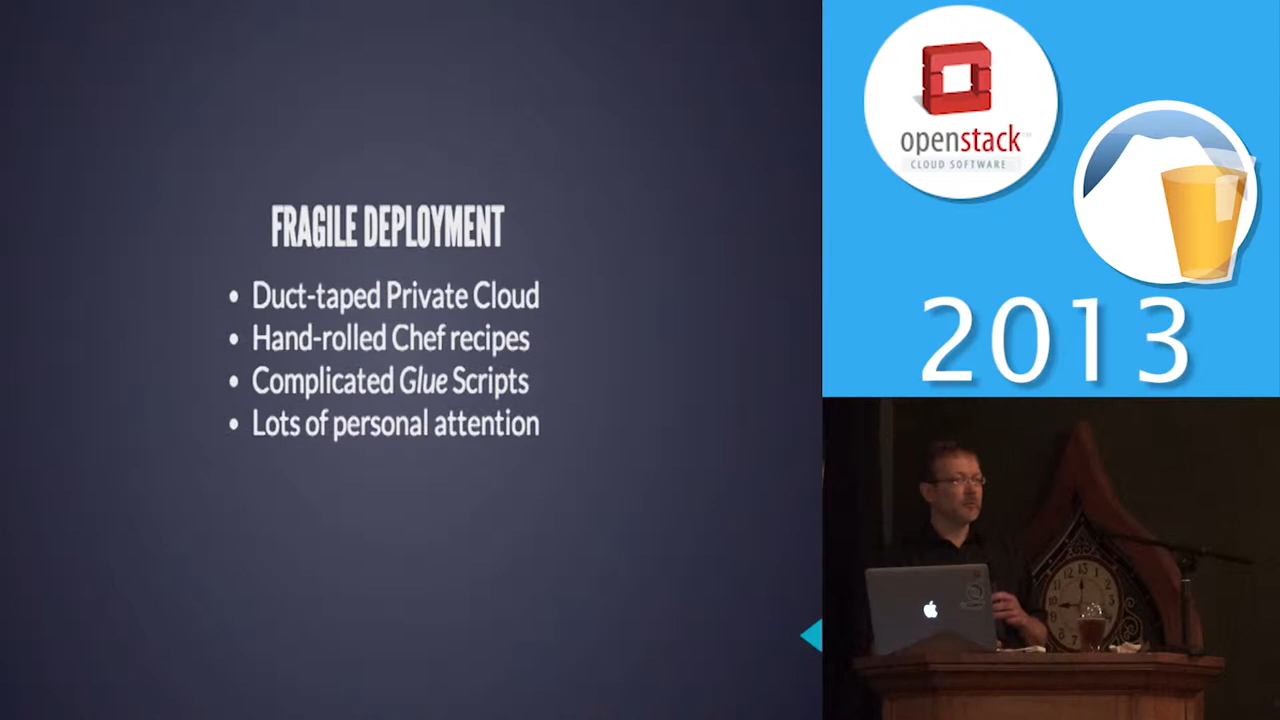 FRAGILE DEPLOYMENT
• Duct-taped Private Cloud
• Hand-rolled Chef recipes
• Complicated Glue Scripts
• Lots of personal attention
openstack™
CLOUD SOFTWARE
2013